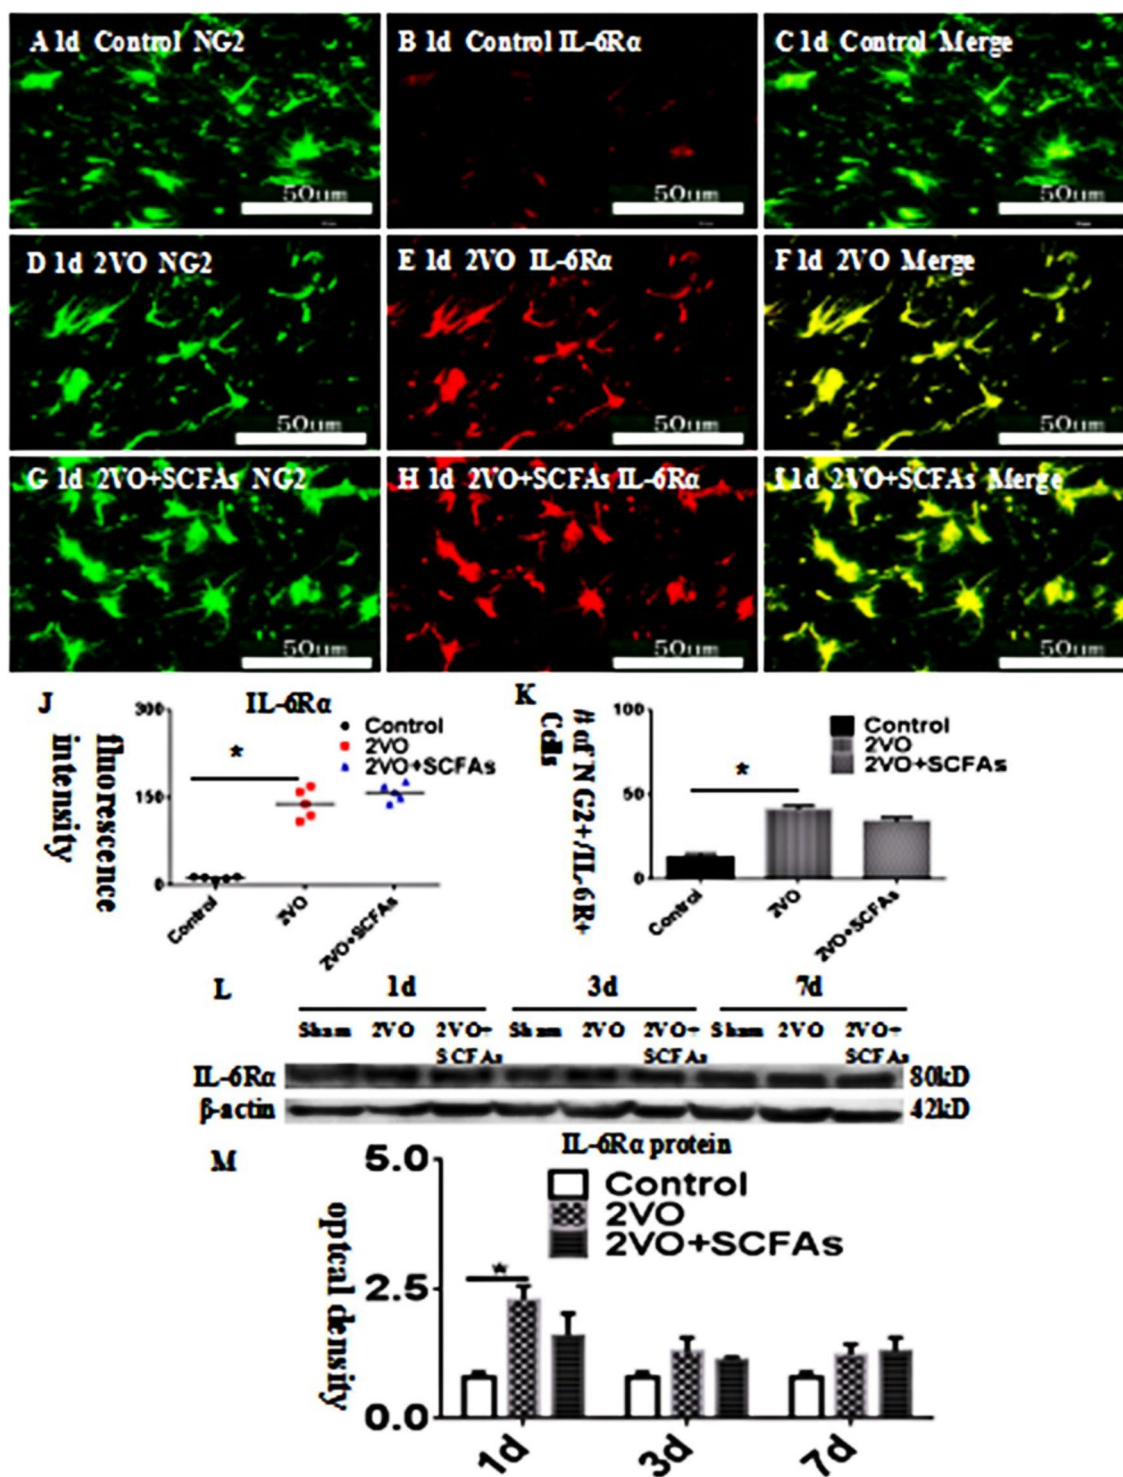 A 1d Control NG2
B 1d Control IL-6Rα
C 1d Control Merge
50um
50um
50um
D 1d 2VO NG2
E 1d 2VO IL-6Rα
F 1d 2VO Merge
50um
50um
50um
G 1d 2VO+SCFAs NG2
H 1d 2VO+SCFAs IL-6Rα
I 1d 2VO+SCFAs Merge
50um
50um
50um
J
IL-6Rα
fluorescence
intensity
300
150
0
*
Control
2VO
2VO+SCFAs
Control
2VO
2VO+SCFAs
K
# of NG2+/IL-6R+
Cells
100
50
0
*
Control
2VO
2VO+SCFAs
Control
2VO
2VO+SCFAs
L
1d
3d
7d
Sham
2VO
2VO+
SCFAs
Sham
2VO
2VO+
SCFAs
Sham
2VO
2VO+
SCFAs
IL-6Rα
80kD
β-actin
42kD
M
IL-6Rα protein
optcal density
5.0
2.5
0.0
*
Control
2VO
2VO+SCFAs
1d
3d
7d